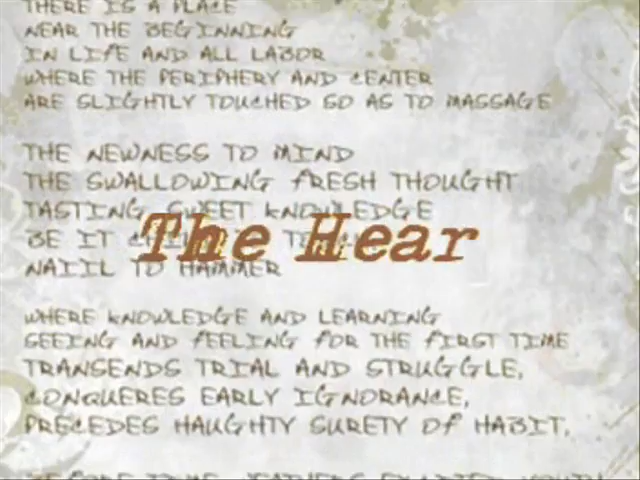 THERE IS A PLACE
NEAR THE BEGINNING
IN LIFE AND ALL LABOR
WHERE THE PERIPHERY AND CENTER
ARE SLIGHTLY TOUCHED SO AS TO MASSAGE
THE NEWNESS TO MIND
THE SWALLOWING FRESH THOUGHT
TASTING SWEET KNOWLEDGE
BE IT
The Hear
NAIIL TO HAMMER
WHERE KNOWLEDGE AND LEARNING
SEEING AND FEELING FOR THE FIRST TIME
TRANSENDS TRIAL AND STRUGGLE,
CONQUERES EARLY IGNORANCE,
PRECEDES HAUGHTY SURETY OF HABIT.